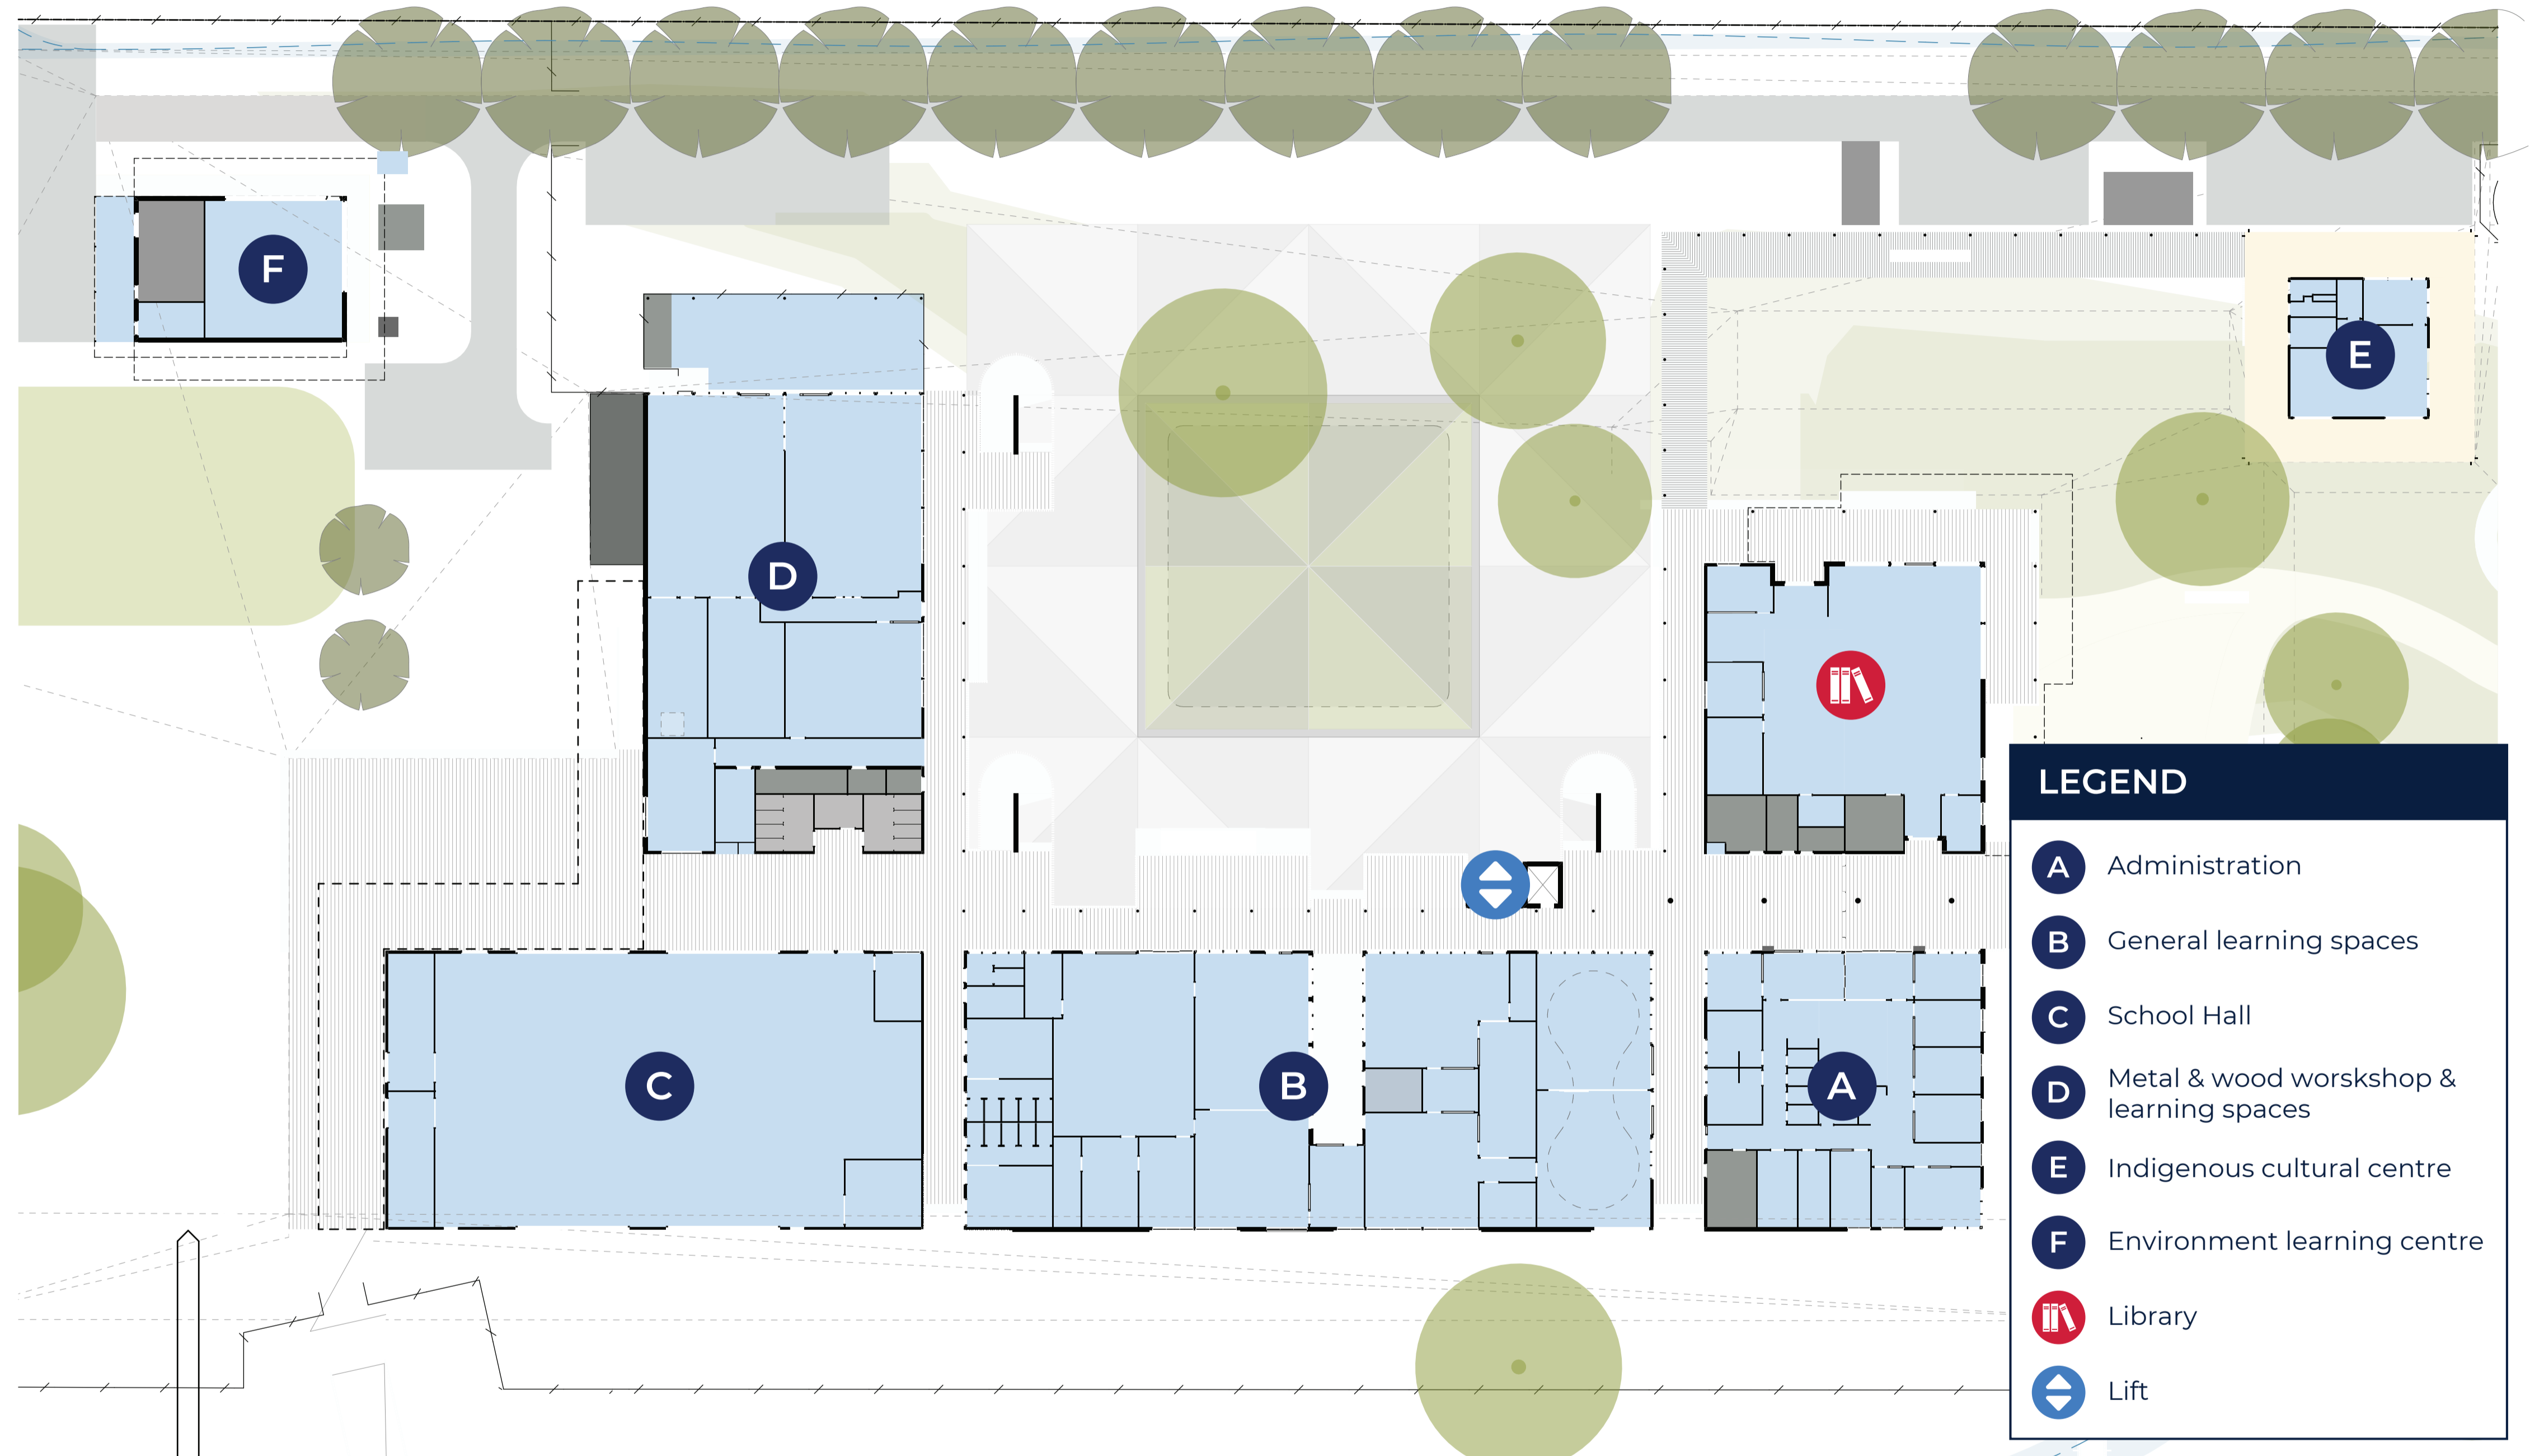 F
E
D
C
B
A
LEGEND
A Administration
B General learning spaces
C School Hall
D Metal & wood worskshop &
learning spaces
E Indigenous cultural centre
F Environment learning centre
Library
Lift